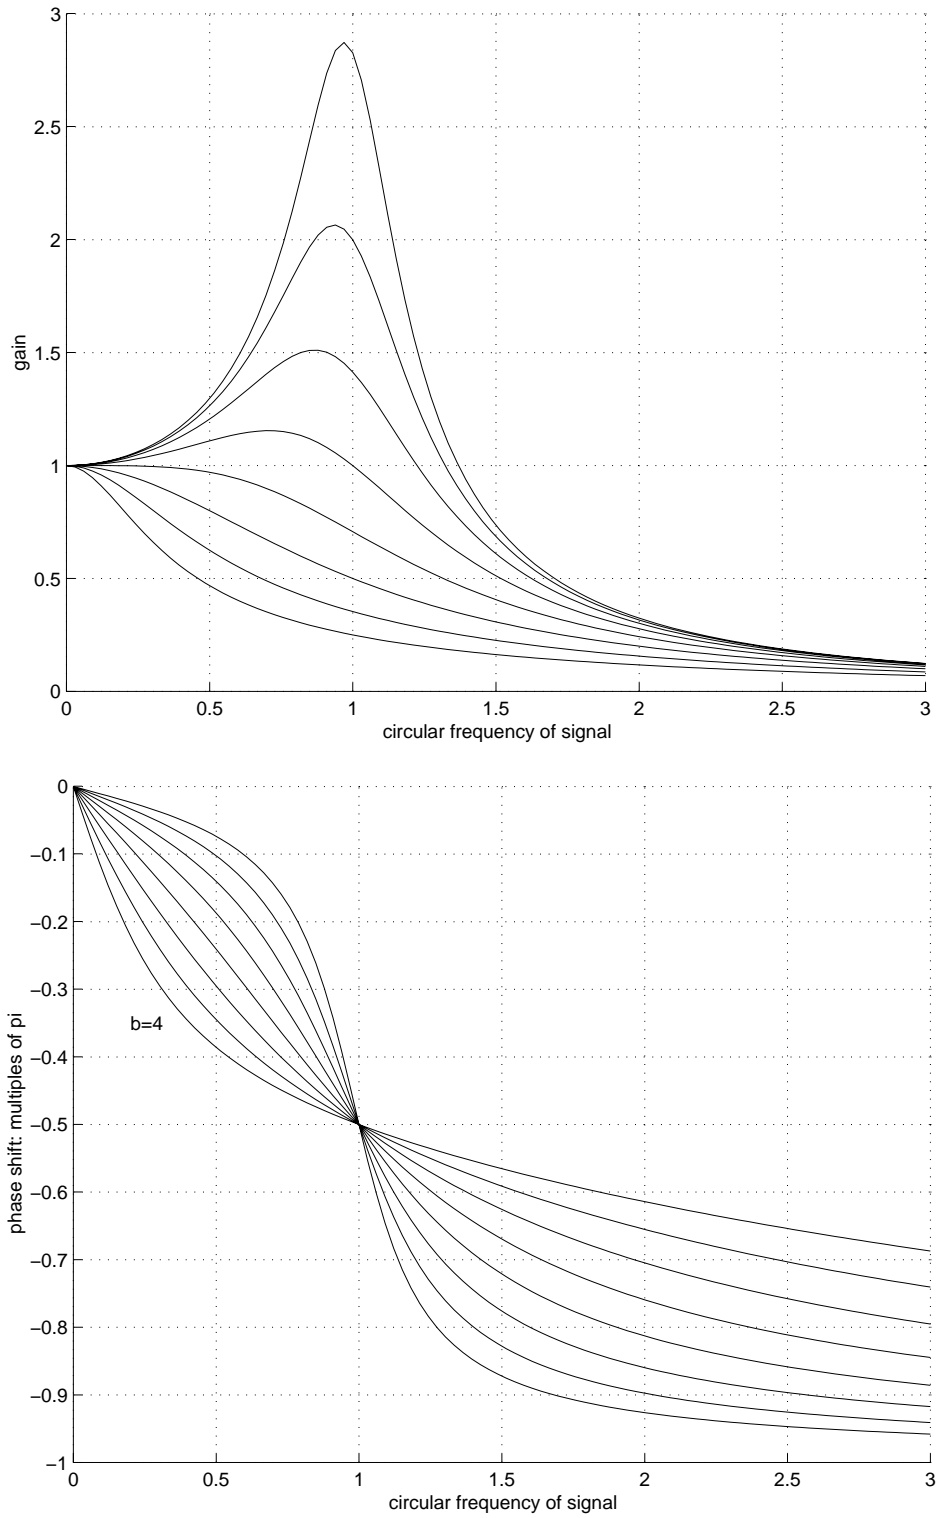 3
2.5
2
1.5
1
0.5
0
gain
0 0.5 1 1.5 2 2.5 3
circular frequency of signal
0
−0.1
−0.2
−0.3
−0.4
−0.5
−0.6
−0.7
−0.8
−0.9
−1
phase shift: multiples of pi
b=4
0 0.5 1 1.5 2 2.5 3
circular frequency of signal